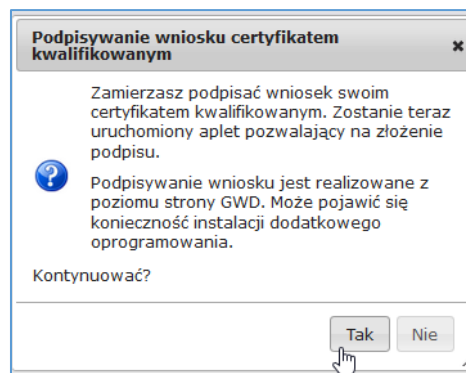 Podpisywanie wniosku certyfikatem
kwalifikowanym
Zamierzasz podpisać wniosek swoim
certyfikatem kwalifikowanym. Zostanie teraz
uruchomiony aplet pozwalający na złożenie
podpisu.
Podpisywanie wniosku jest realizowane z
poziomu strony GWD. Może pojawić się
konieczność instalacji dodatkowego
oprogramowania.
Kontynuować?
Tak Nie